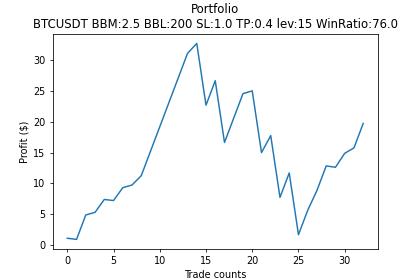 Portfolio
BTCUSDT BBM:2.5 BBL:200 SL:1.0 TP:0.4 lev:15 WinRatio:76.0
30
25
20
15
10
5
0
Profit ($)
0 5 10 15 20 25 30
Trade counts